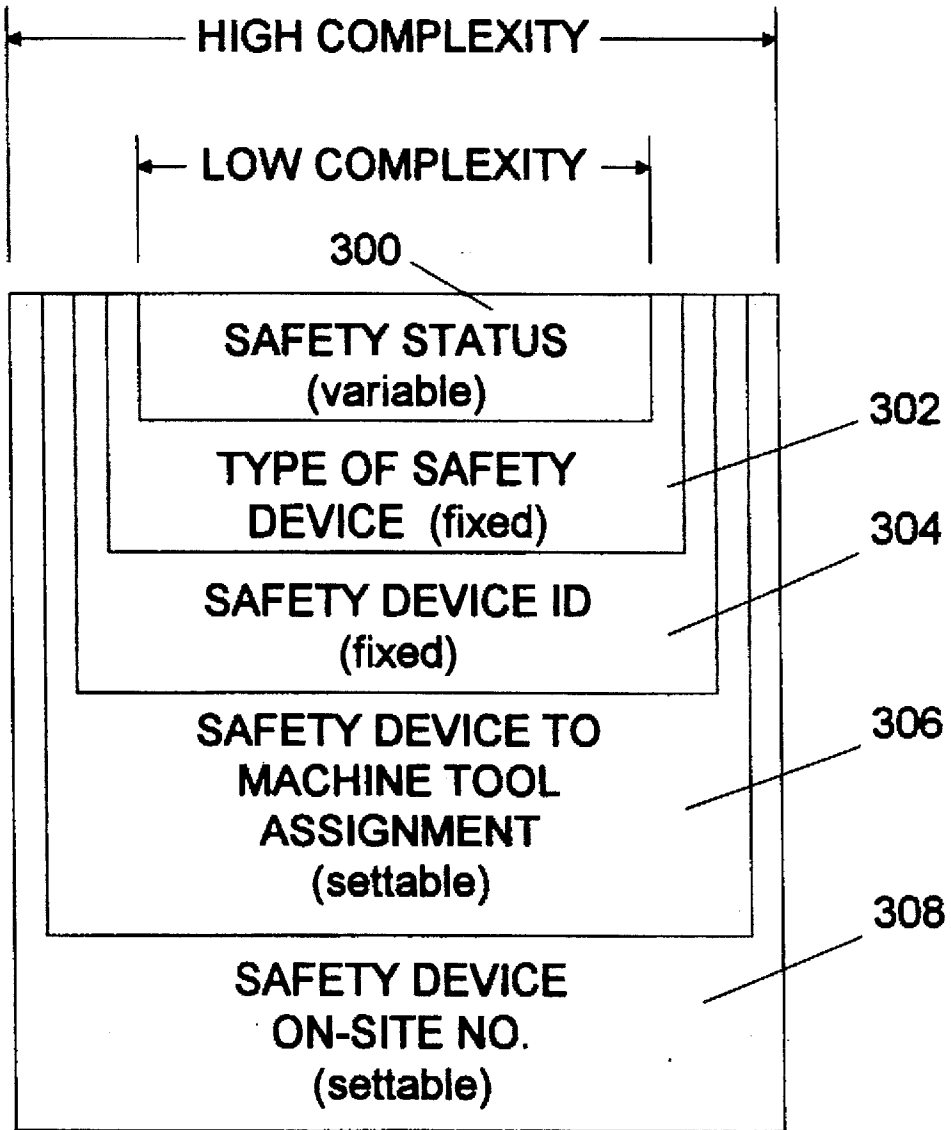 HIGH COMPLEXITY
LOW COMPLEXITY
300
SAFETY STATUS
(variable)
302
TYPE OF SAFETY
DEVICE (fixed)
304
SAFETY DEVICE ID
(fixed)
306
SAFETY DEVICE TO
MACHINE TOOL
ASSIGNMENT
(settable)
308
SAFETY DEVICE
ON-SITE NO.
(settable)